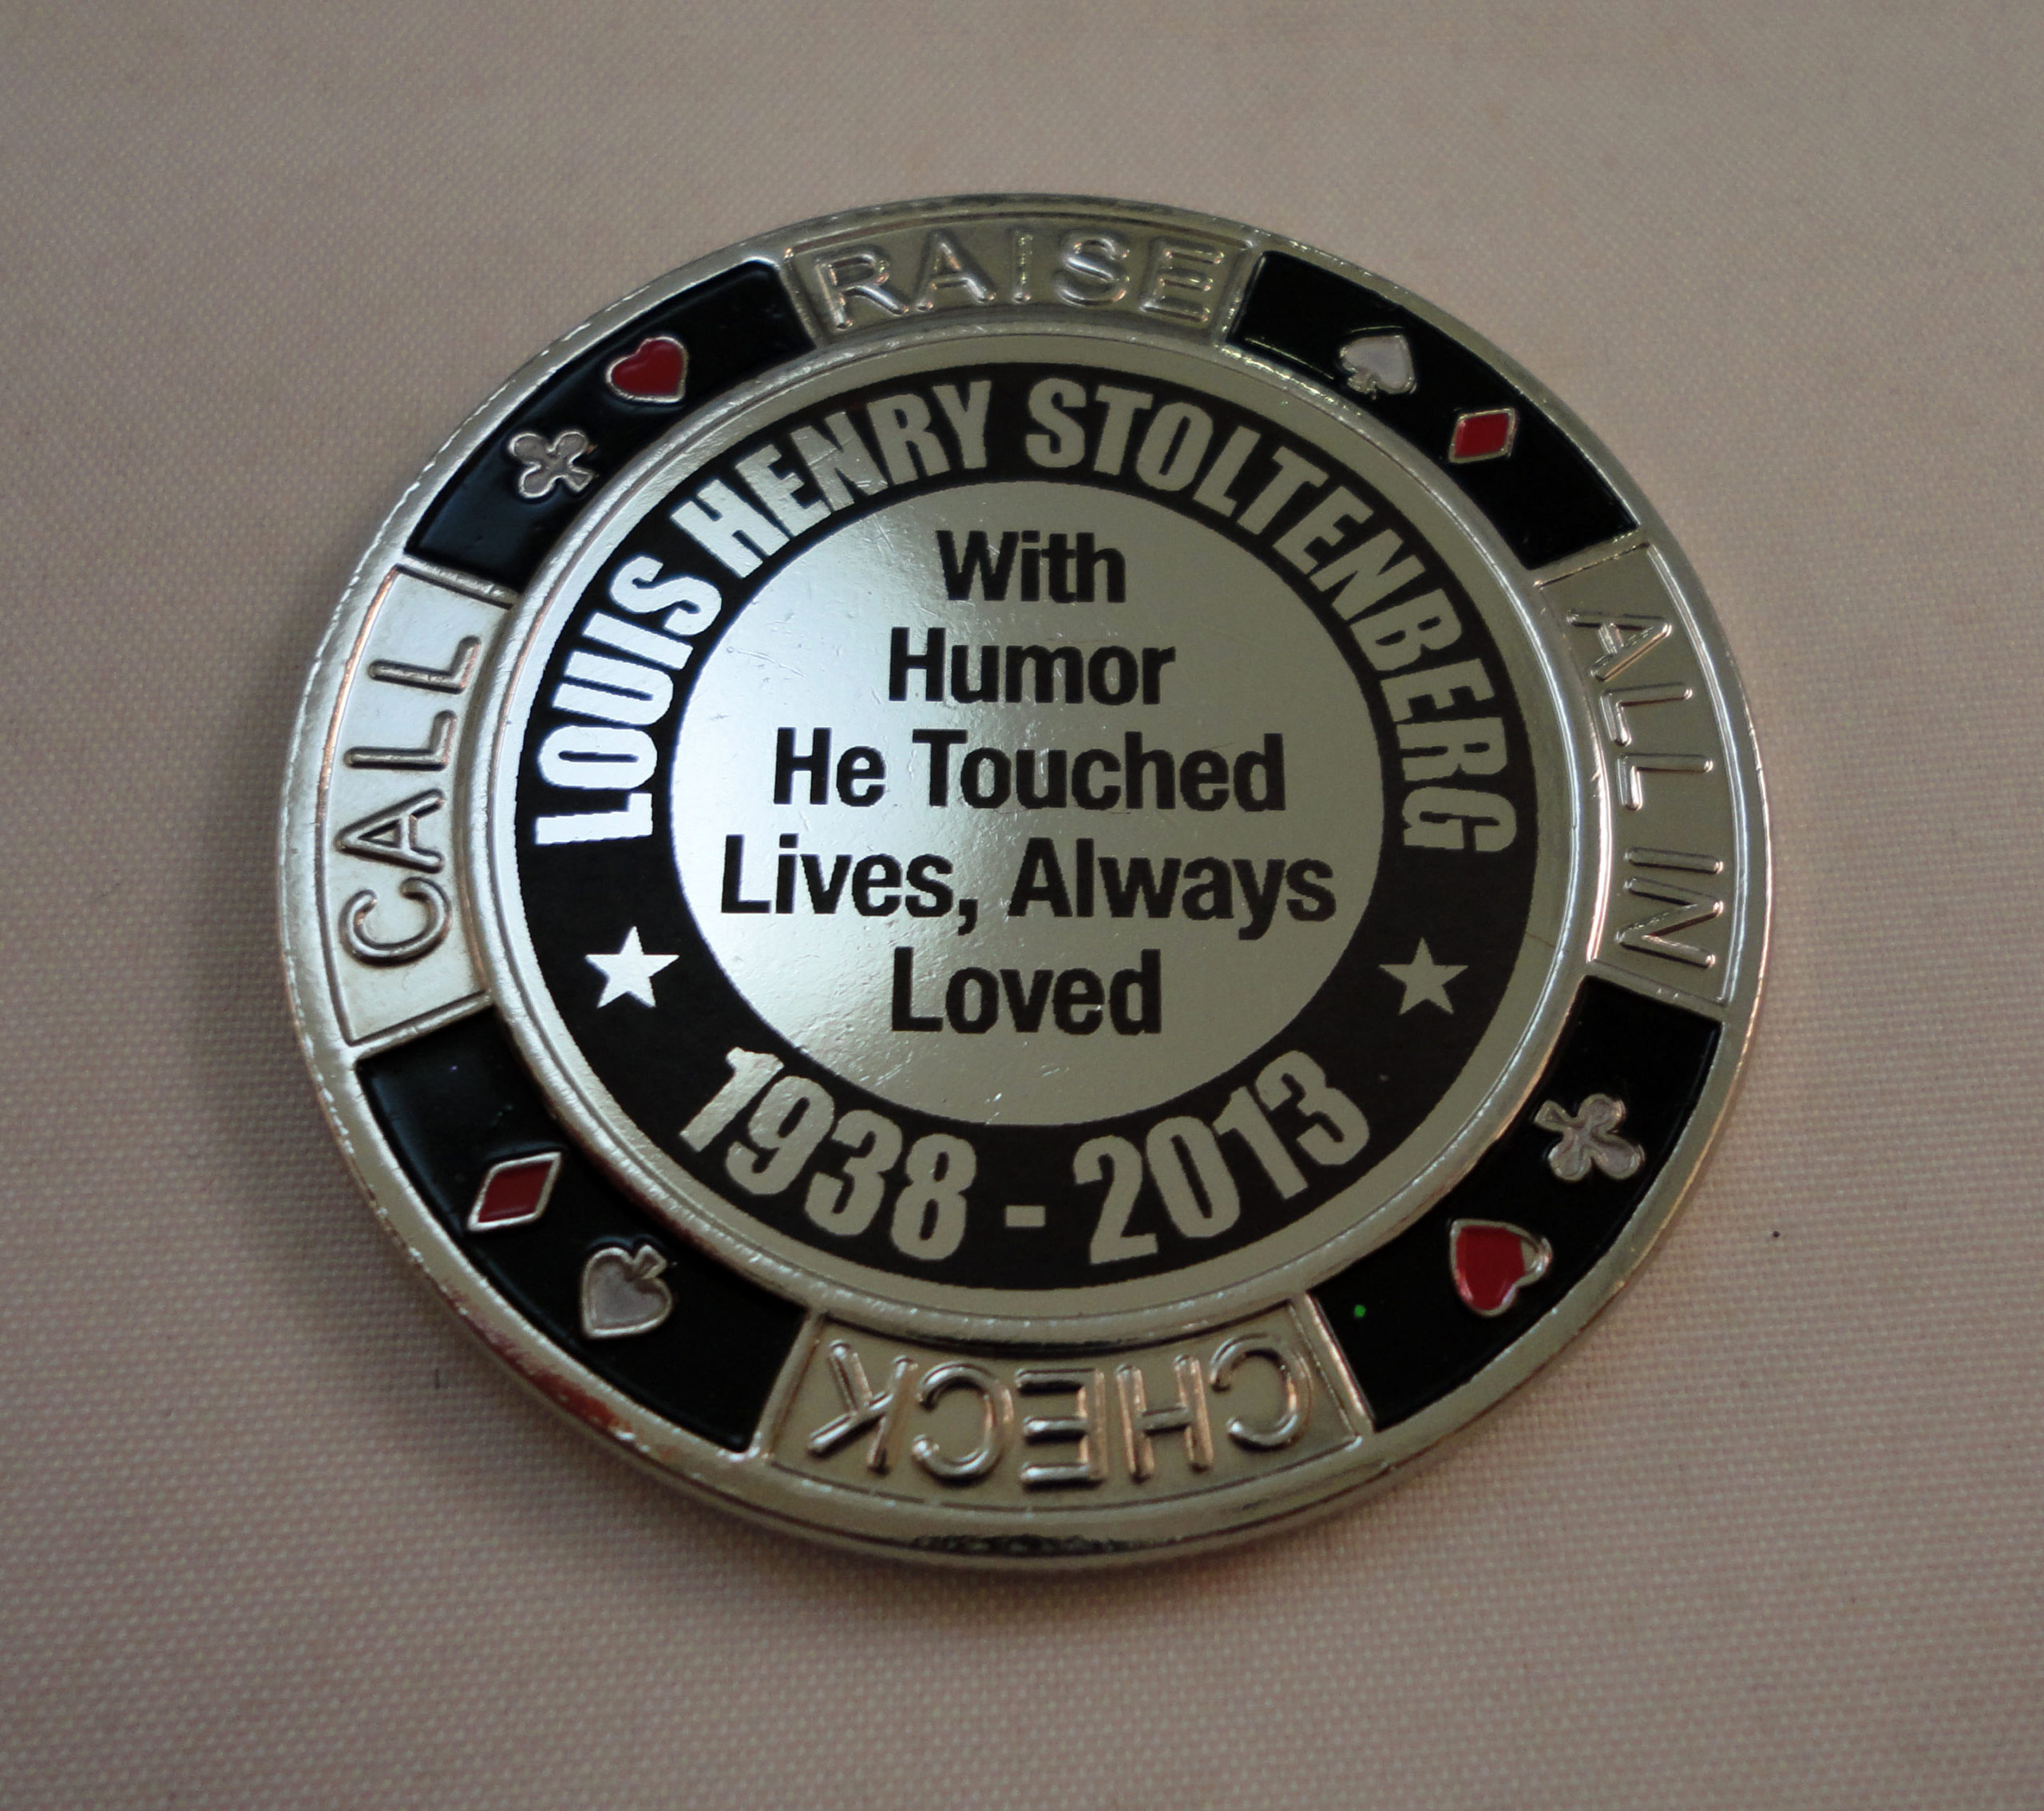 RAISE
ALL IN
CHECK
CALL
LOUIS HENRY STOLTENBERG
With
Humor
He Touched
Lives, Always
Loved
1938 - 2013